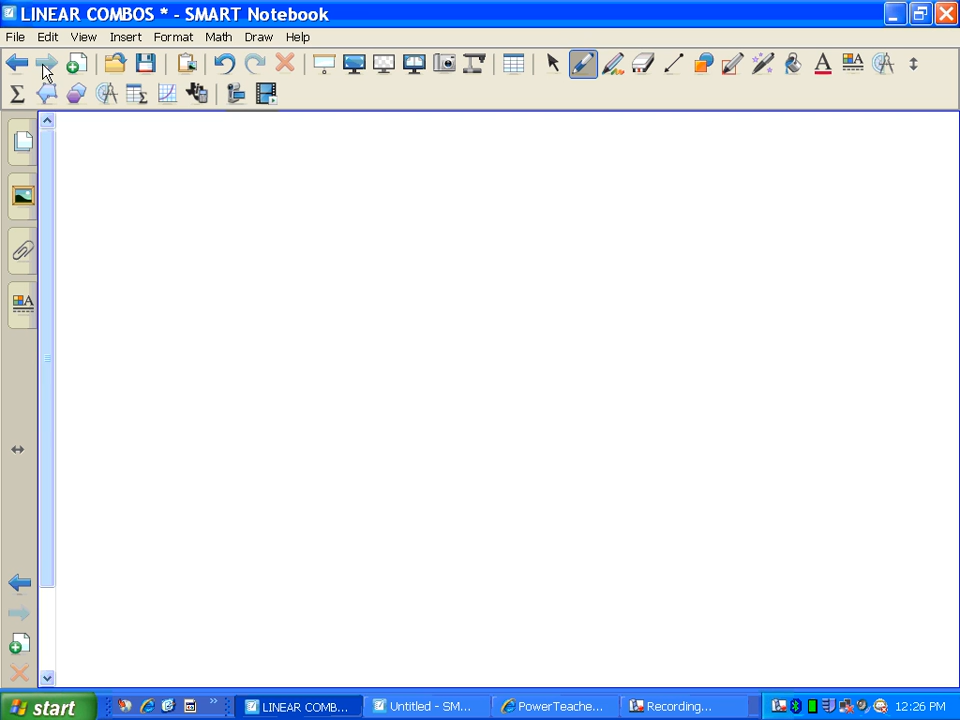 LINEAR COMBOS * - SMART Notebook
File Edit View Insert Format Math Draw Help
start LINEAR COMB... Untitled - SM... PowerTeache... Recording... 12:26 PM